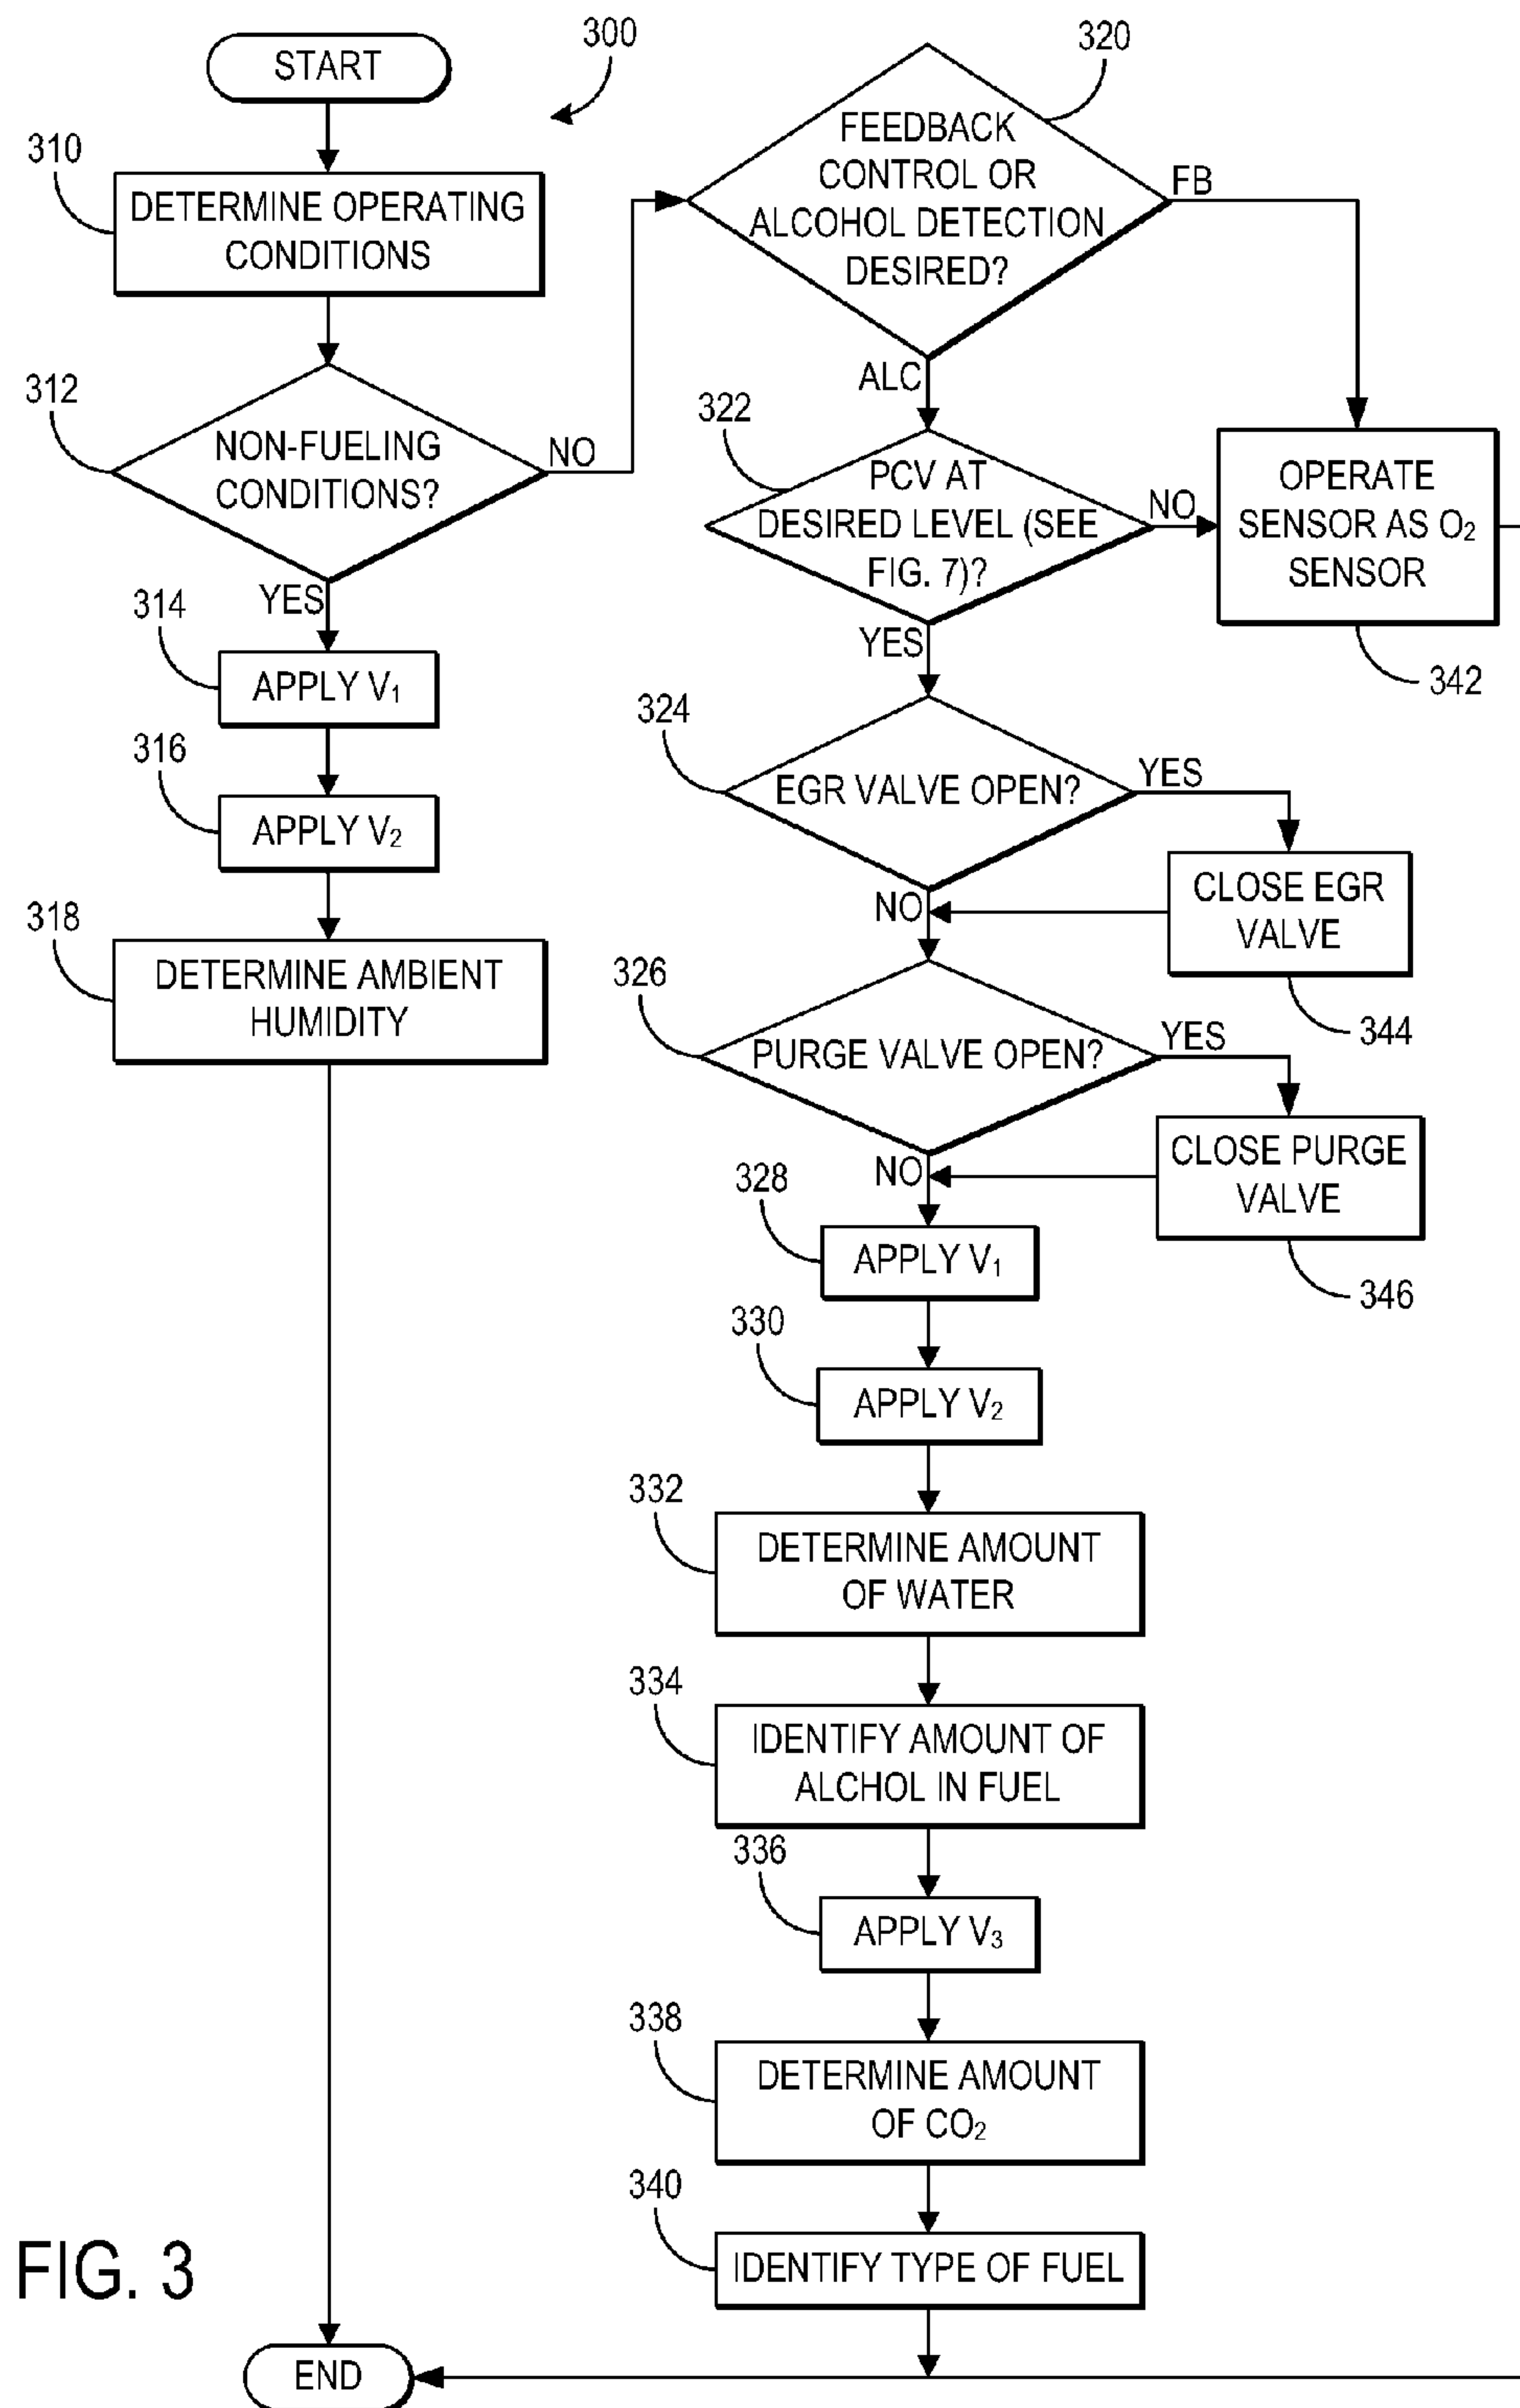 START
300
310
DETERMINE OPERATING
CONDITIONS
312
NON-FUELING
CONDITIONS?
NO
YES
314
APPLY V₁
316
APPLY V₂
318
DETERMINE AMBIENT
HUMIDITY
320
FEEDBACK
CONTROL OR
ALCOHOL DETECTION
DESIRED?
FB
ALC
322
PCV AT
DESIRED LEVEL (SEE
FIG. 7)?
NO
YES
OPERATE
SENSOR AS O₂
SENSOR
342
324
EGR VALVE OPEN?
YES
NO
CLOSE EGR
VALVE
344
326
PURGE VALVE OPEN?
YES
NO
CLOSE PURGE
VALVE
346
328
APPLY V₁
330
APPLY V₂
332
DETERMINE AMOUNT
OF WATER
334
IDENTIFY AMOUNT OF
ALCHOL IN FUEL
336
APPLY V₃
338
DETERMINE AMOUNT
OF CO₂
340
IDENTIFY TYPE OF FUEL
FIG. 3
END